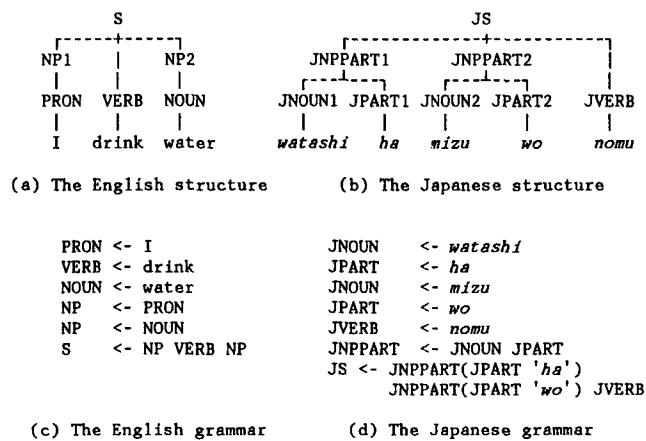 S
NP1 NP2
PRON VERB NOUN
I drink water
(a) The English structure
JS
JNPPART1 JNPPART2
JNOUN1 JPART1 JNOUN2 JPART2 JVERB
watashi ha mizu wo nomu
(b) The Japanese structure
PRON <- I
VERB <- drink
NOUN <- water
NP <- PRON
NP <- NOUN
S <- NP VERB NP
(c) The English grammar
JNOUN <- watashi
JPART <- ha
JNOUN <- mizu
JPART <- wo
JVERB <- nomu
JNPPART <- JNOUN JPART
JS <- JNPPART(JPART 'ha')
JNPPART(JPART 'wo') JVERB
(d) The Japanese grammar